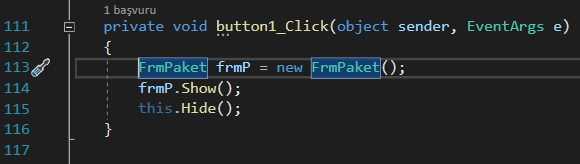 1 başvuru
111 private void button1_Click(object sender, EventArgs e)
112 {
113 FrmPaket frmP = new FrmPaket();
114 frmP.Show();
115 this.Hide();
116 }
117